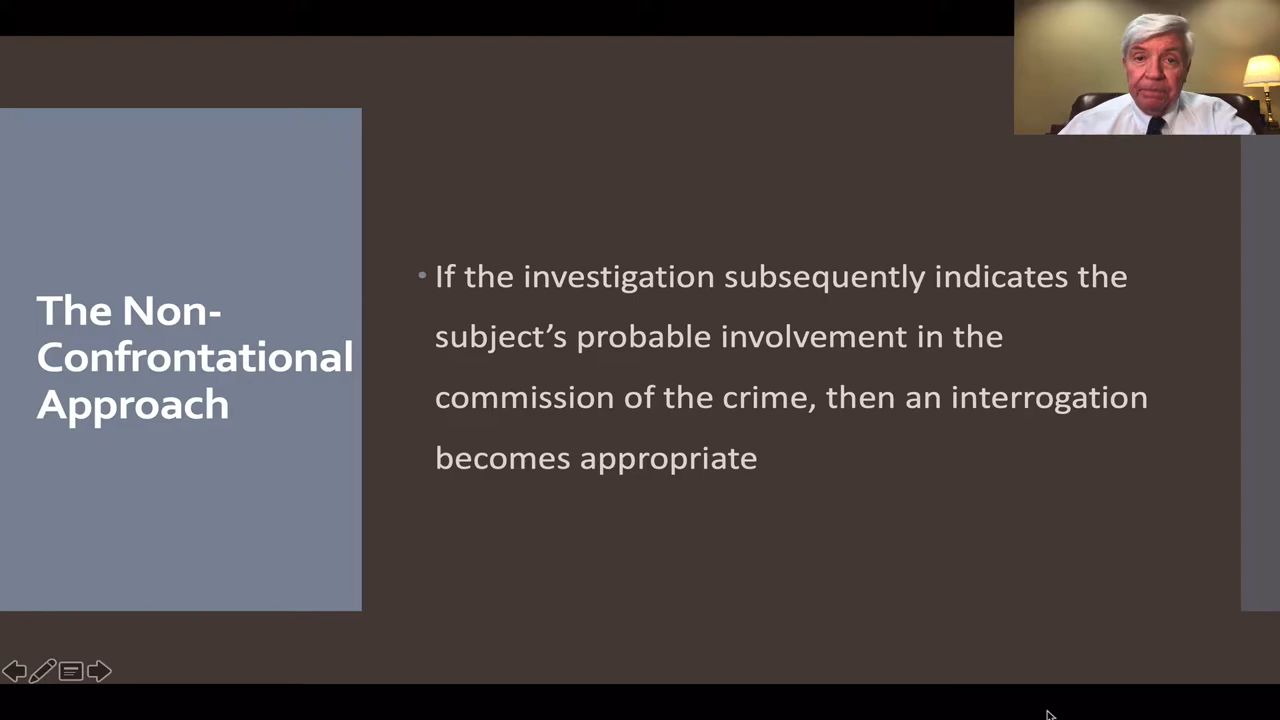 The Non-
Confrontational
Approach
• If the investigation subsequently indicates the
subject’s probable involvement in the
commission of the crime, then an interrogation
becomes appropriate